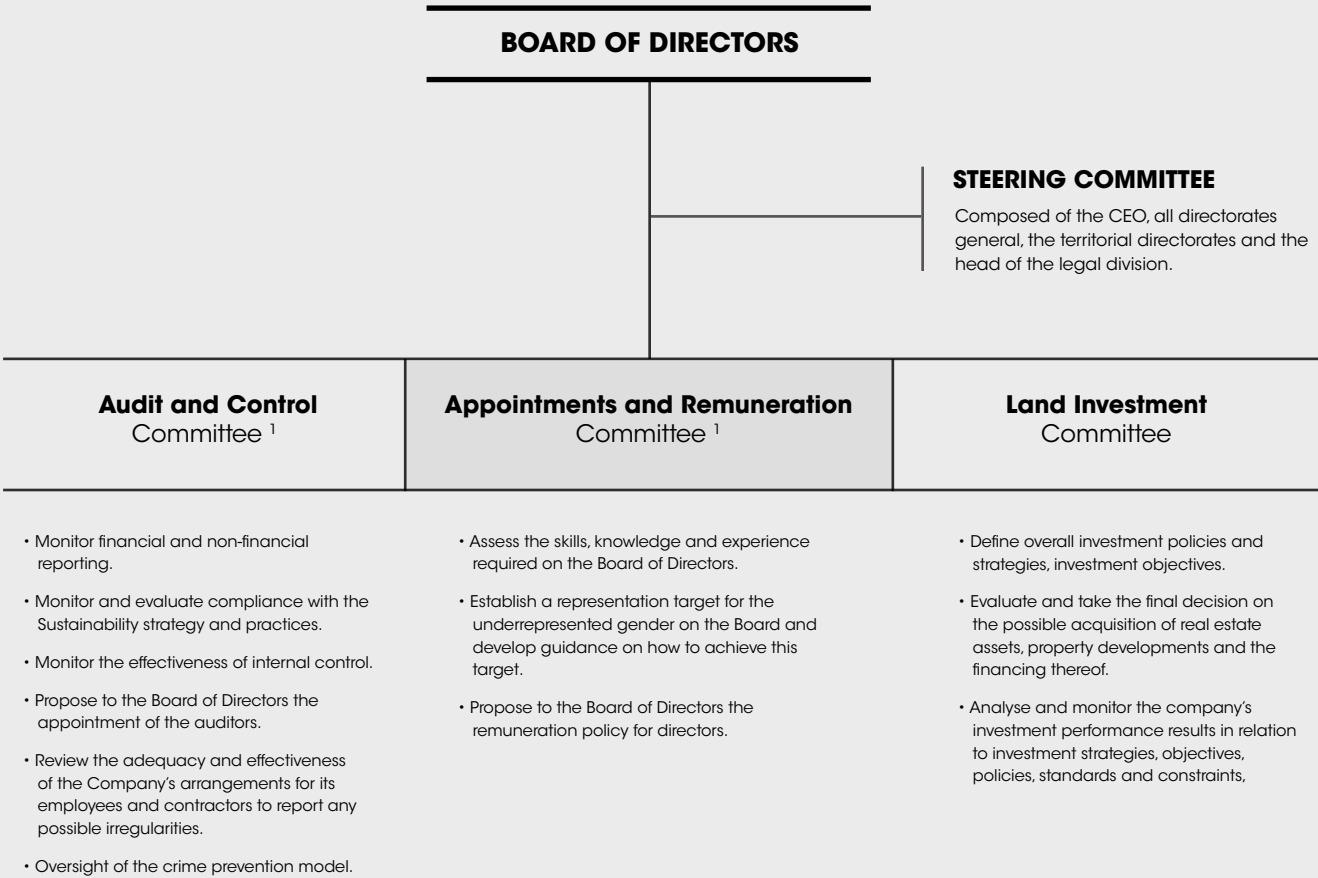 BOARD OF DIRECTORS
STEERING COMMITTEE
Composed of the CEO, all directorates
general, the territorial directorates and the
head of the legal division.
Audit and Control
Committee ¹
Appointments and Remuneration
Committee ¹
Land Investment
Committee
• Monitor financial and non-financial
reporting.
• Monitor and evaluate compliance with the
Sustainability strategy and practices.
• Monitor the effectiveness of internal control.
• Propose to the Board of Directors the
appointment of the auditors.
• Review the adequacy and effectiveness
of the Company's arrangements for its
employees and contractors to report any
possible irregularities.
• Oversight of the crime prevention model.
• Assess the skills, knowledge and experience
required on the Board of Directors.
• Establish a representation target for the
underrepresented gender on the Board and
develop guidance on how to achieve this
target.
• Propose to the Board of Directors the
remuneration policy for directors.
• Define overall investment policies and
strategies, investment objectives.
• Evaluate and take the final decision on
the possible acquisition of real estate
assets, property developments and the
financing thereof.
• Analyse and monitor the company's
investment performance results in relation
to investment strategies, objectives,
policies, standards and constraints,